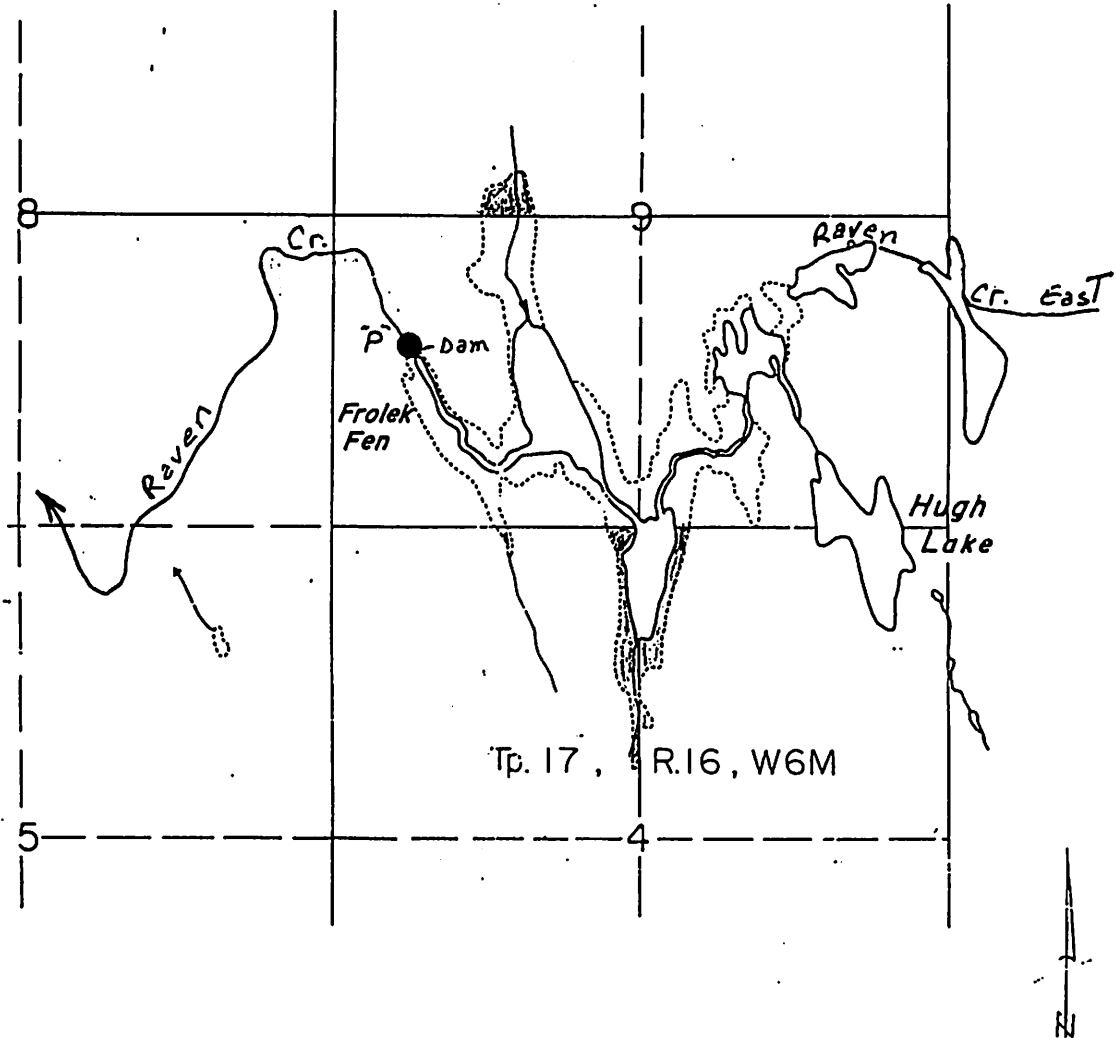 8
9
Cr.
Raven
Cr. East
"P"
Dam
Frolek
Fen
Raven
Hugh
Lake
Tp. 17, R.16, W6M
5
4
N